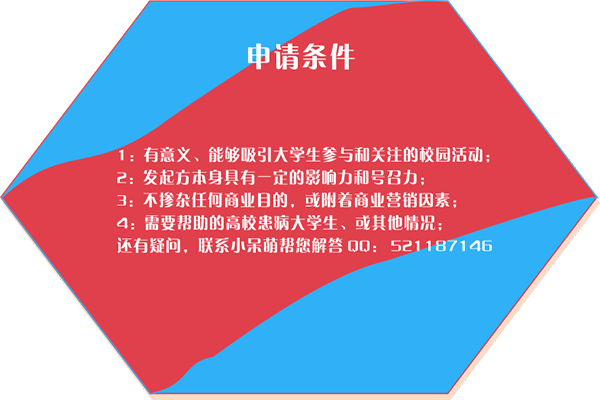 申请条件
1：有意义、能够吸引大学生参与和关注的校园活动；
2：发起方本身具有一定的影响力和号召力；
3：不掺杂任何商业目的，或附着商业营销因素；
4：需要帮助的高校患病大学生、或其他情况；
还有疑问，联系小呆萌帮您解答 QQ：521187146